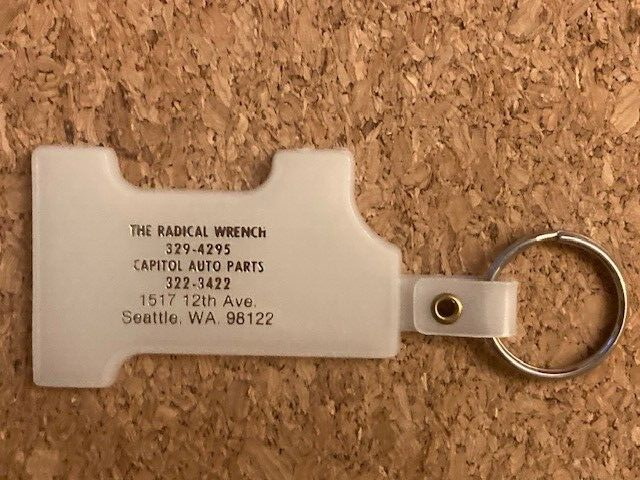 THE RADICAL WRENCH
329-4295
CAPITOL AUTO PARTS
322-3422
1517 12th Ave.
Seattle, WA. 98122